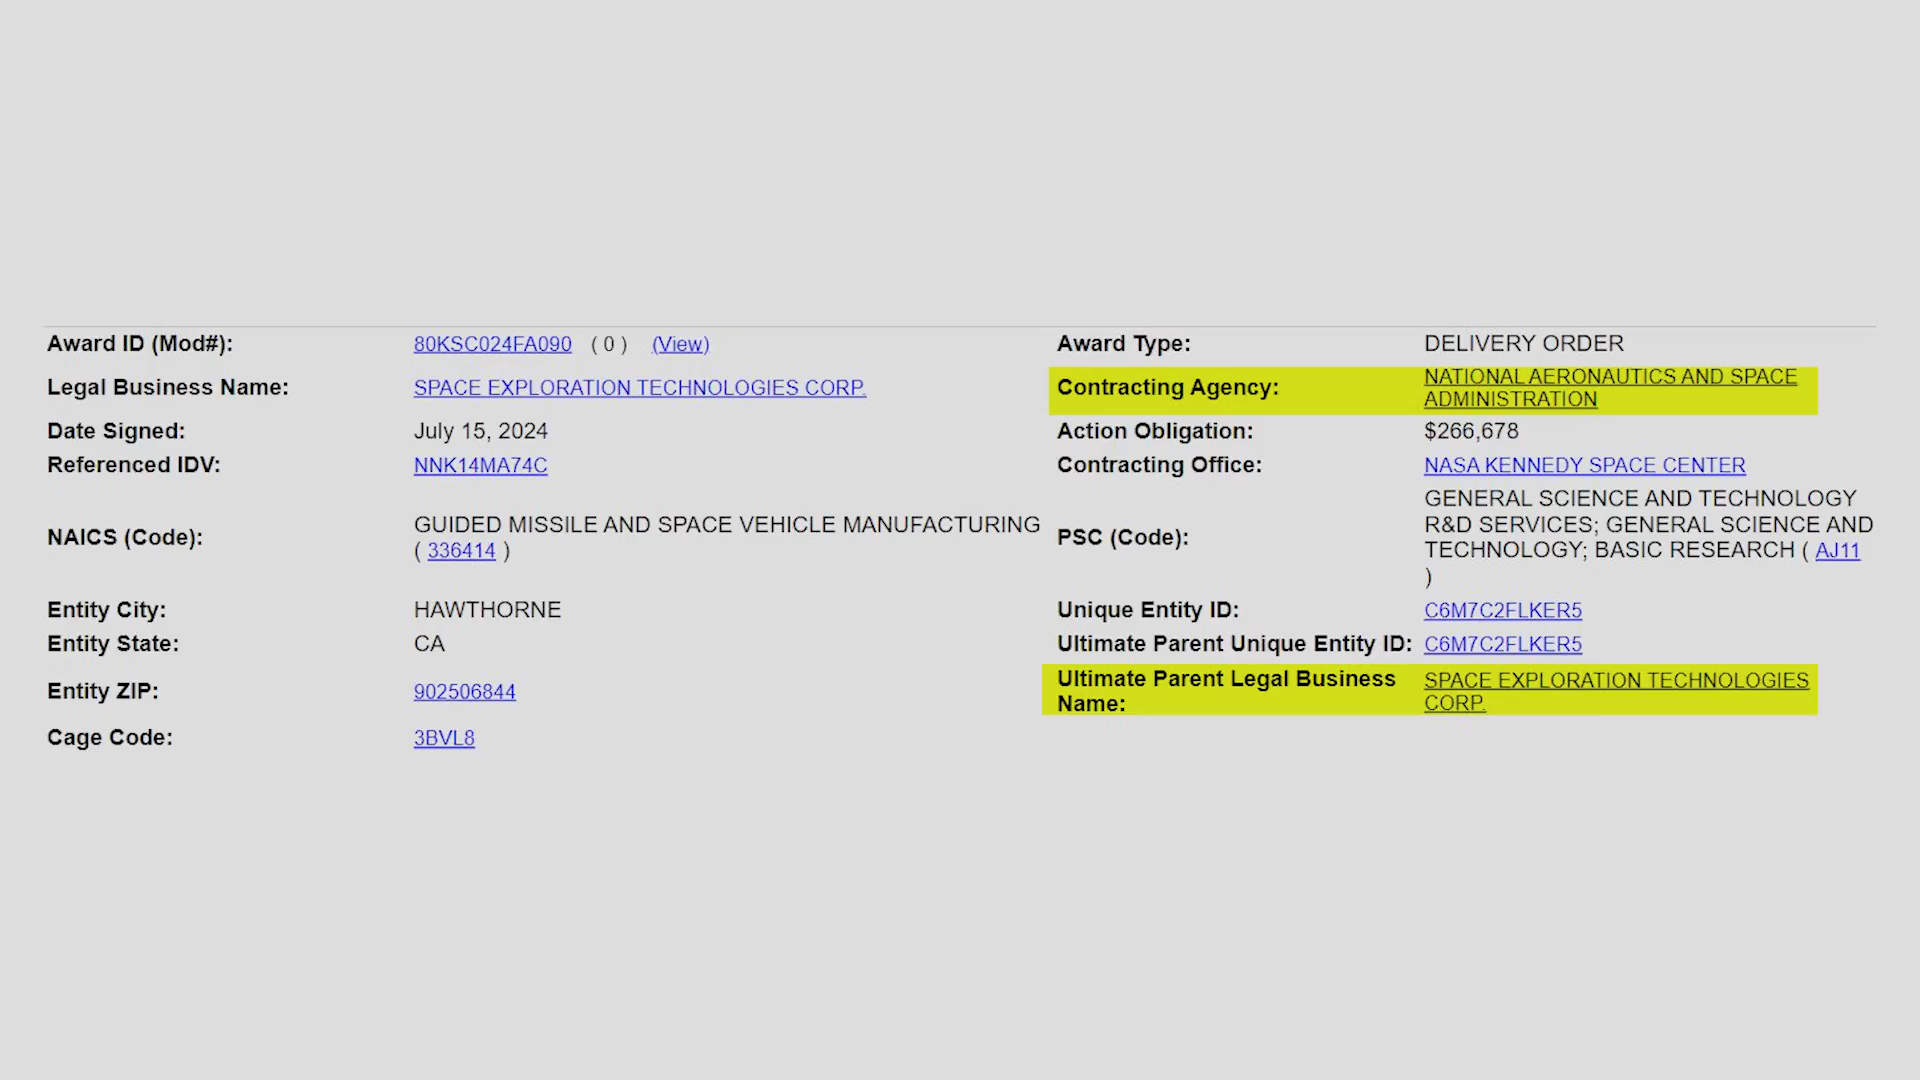 Award ID (Mod#): 80KSC024FA090 ( 0 ) (View) Award Type: DELIVERY ORDER
Legal Business Name: SPACE EXPLORATION TECHNOLOGIES CORP. Contracting Agency: NATIONAL AERONAUTICS AND SPACE
ADMINISTRATION
Date Signed: July 15, 2024 Action Obligation: $266,678
Referenced IDV: NNK14MA74C Contracting Office: NASA KENNEDY SPACE CENTER
NAICS (Code): GUIDED MISSILE AND SPACE VEHICLE MANUFACTURING
( 336414 )
PSC (Code): GENERAL SCIENCE AND TECHNOLOGY
R&D SERVICES; GENERAL SCIENCE AND
TECHNOLOGY; BASIC RESEARCH ( AJ11
)
Entity City: HAWTHORNE Unique Entity ID: C6M7C2FLKER5
Entity State: CA Ultimate Parent Unique Entity ID: C6M7C2FLKER5
Entity ZIP: 902506844 Ultimate Parent Legal Business
Name: SPACE EXPLORATION TECHNOLOGIES
CORP.
Cage Code: 3BVL8